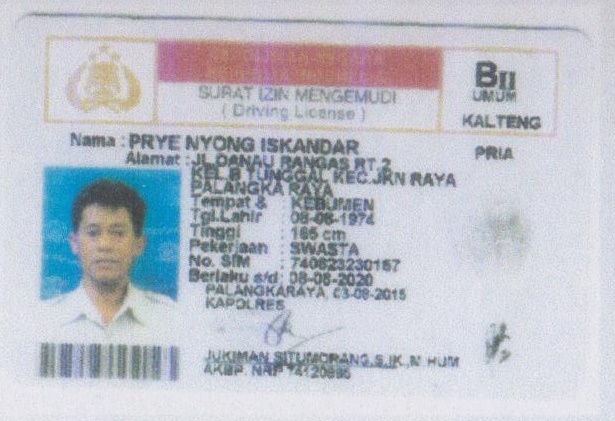 SURAT IZIN MENGEMUDI
( Driving License )
BII
UMUM
KALTENG
Nama : PRYE NYONG ISKANDAR
PRIA
Alamat : JL.DANAU RANGAS RT.2
KEL.B TUNGGAL KEC.JKN RAYA
PALANGKA RAYA
Tempat & : KEBUMEN
Tgl.Lahir : 08-08-1974
Tinggi : 165 cm
Pekerjaan : SWASTA
No. SIM : 740823230167
Berlaku s/d : 08-08-2020
PALANGKARAYA, 03-08-2015
KAPOLRES
JUKIMAN SITUMORANG,S.IK.,M.HUM
AKBP. NRP